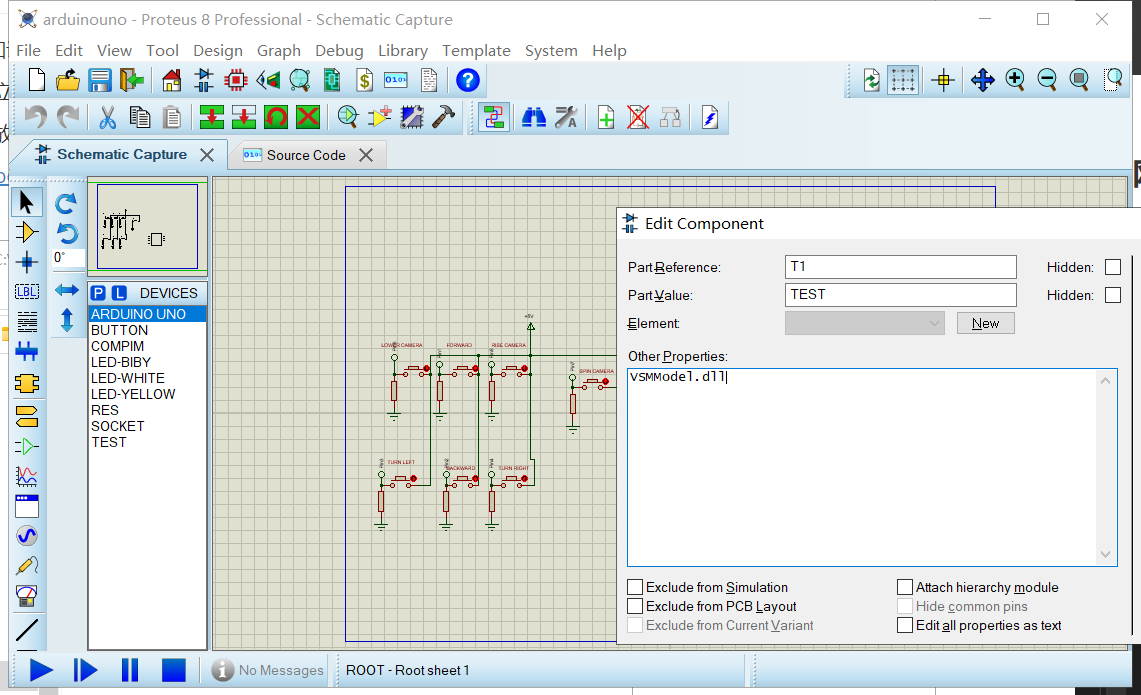 arduinouno - Proteus 8 Professional - Schematic Capture
File Edit View Tool Design Graph Debug Library Template System Help
Schematic Capture
Source Code
0°
LBL
P L DEVICES
ARDUINO UNO
BUTTON
COMPIM
LED-BIBY
LED-WHITE
LED-YELLOW
RES
SOCKET
TEST
+5V
LOWER CAMERA FORWARD RISE CAMERA
SPIN CAMERA
TURN LEFT BACKWARD TURN RIGHT
Edit Component
Part Reference: T1 Hidden:
Part Value: TEST Hidden:
Element: New
Other Properties:
VSMModel.dll
Exclude from Simulation
Exclude from PCB Layout
Exclude from Current Variant
Attach hierarchy module
Hide common pins
Edit all properties as text
No Messages
ROOT - Root sheet 1